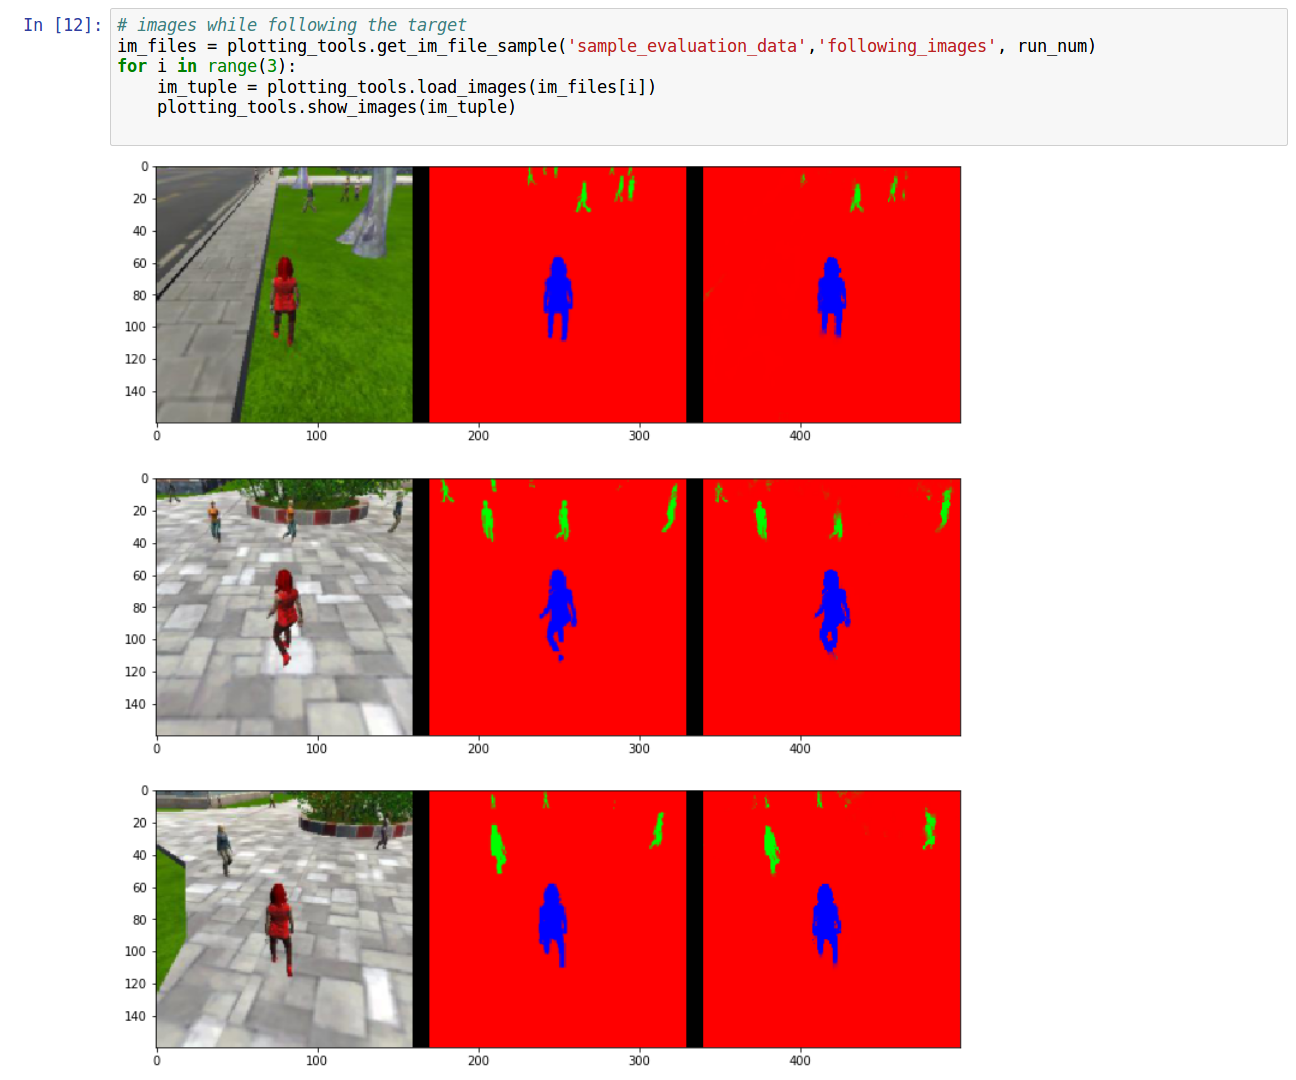 In [12]:
# images while following the target
im_files = plotting_tools.get_im_file_sample('sample_evaluation_data','following_images', run_num)
for i in range(3):
    im_tuple = plotting_tools.load_images(im_files[i])
    plotting_tools.show_images(im_tuple)
0
20
40
60
80
100
120
140
0 100 200 300 400
0
20
40
60
80
100
120
140
0 100 200 300 400
0
20
40
60
80
100
120
140
0 100 200 300 400